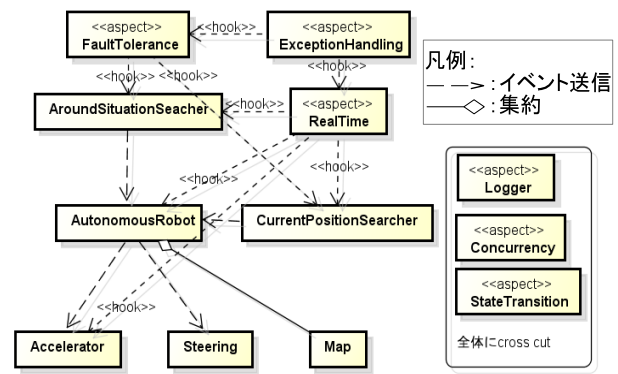 <<aspect>>
FaultTolerance
<<hook>>
<<aspect>>
ExceptionHandling
<<hook>>
<<hook>>
<<hook>>
凡例：
：イベント送信
：集約
AroundSituationSeacher
<<hook>>
<<aspect>>
RealTime
<<hook>>
<<hook>>
AutonomousRobot
CurrentPositionSearcher
<<hook>>
Accelerator
Steering
Map
<<aspect>>
Logger
<<aspect>>
Concurrency
<<aspect>>
StateTransition
全体にcross cut